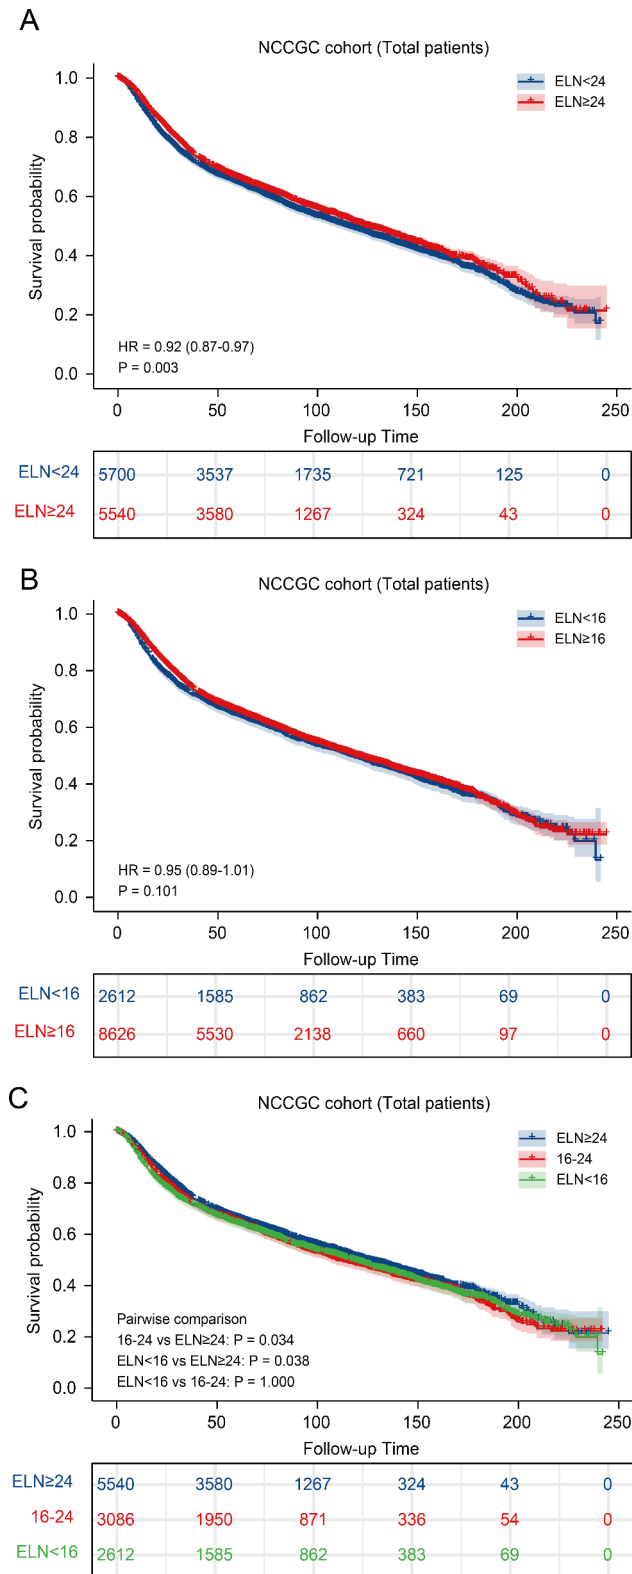 A
NCCGC cohort (Total patients)
ELN<24
ELN≥24
Survival probability
1.0
0.8
0.6
0.4
0.2
0.0
HR = 0.92 (0.87-0.97)
P = 0.003
0 50 100 150 200 250
Follow-up Time
ELN<24 5700 3537 1735 721 125 0
ELN≥24 5540 3580 1267 324 43 0
B
NCCGC cohort (Total patients)
ELN<16
ELN≥16
Survival probability
1.0
0.8
0.6
0.4
0.2
0.0
HR = 0.95 (0.89-1.01)
P = 0.101
0 50 100 150 200 250
Follow-up Time
ELN<16 2612 1585 862 383 69 0
ELN≥16 8626 5530 2138 660 97 0
C
NCCGC cohort (Total patients)
ELN≥24
16-24
ELN<16
Survival probability
1.0
0.8
0.6
0.4
0.2
0.0
Pairwise comparison
16-24 vs ELN≥24: P = 0.034
ELN<16 vs ELN≥24: P = 0.038
ELN<16 vs 16-24: P = 1.000
0 50 100 150 200 250
Follow-up Time
ELN≥24 5540 3580 1267 324 43 0
16-24 3086 1950 871 336 54 0
ELN<16 2612 1585 862 383 69 0